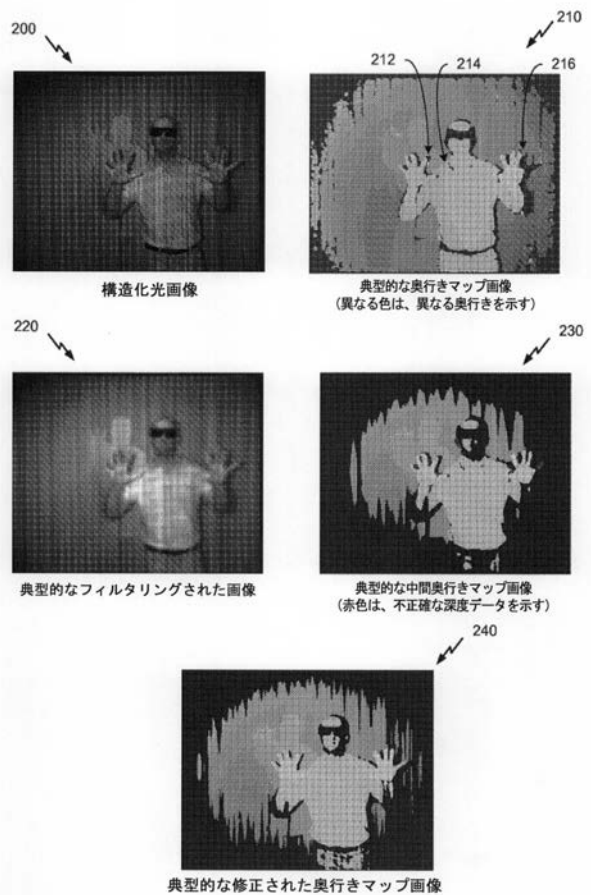 200
210
212
214
216
構造化光画像
典型的な奥行きマップ画像
(異なる色は、異なる奥行きを示す)
220
230
典型的なフィルタリングされた画像
典型的な中間奥行きマップ画像
(赤色は、不正確な深度データを示す)
240
典型的な修正された奥行きマップ画像